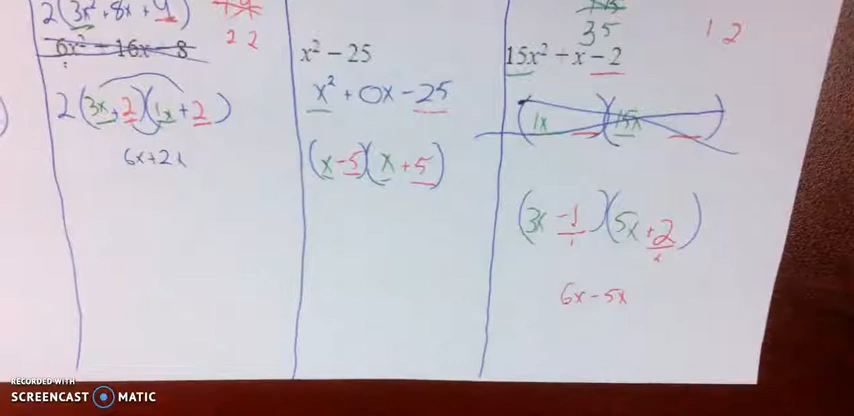 2(3x² + 8x + 4)
2 2
6x² - 16x - 8
2(3x + 2)(1x + 2)
6x + 2x
x² - 25
x² + 0x - 25
(x - 5)(x + 5)
35
1 2
15x² + x - 2
(1x )(15x )
(3x - 1)(5x + 2)
6x - 5x
RECORDED WITH
SCREENCAST MATIC